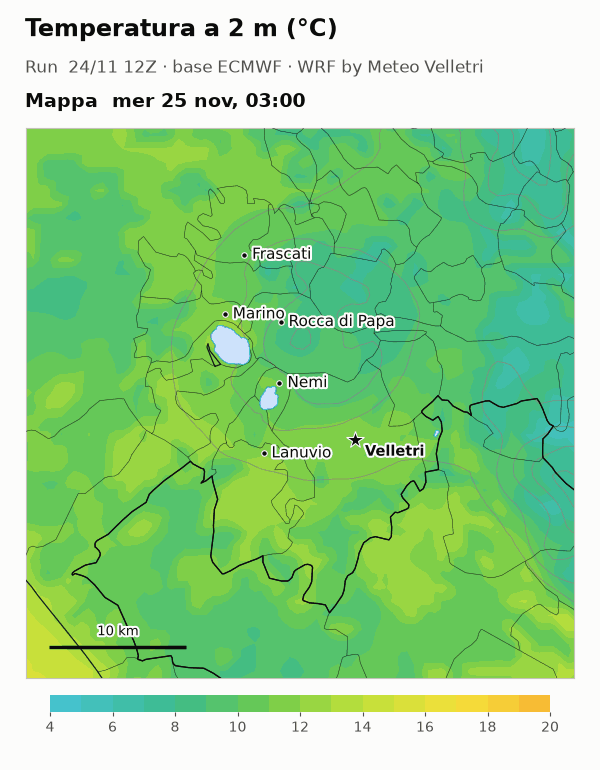 Temperatura a 2 m (°C)
Run  24/11 12Z · base ECMWF · WRF by Meteo Velletri
Mappa  mer 25 nov, 03:00
Frascati
Marino
Rocca di Papa
Nemi
Velletri
Lanuvio
10 km
4 6 8 10 12 14 16 18 20